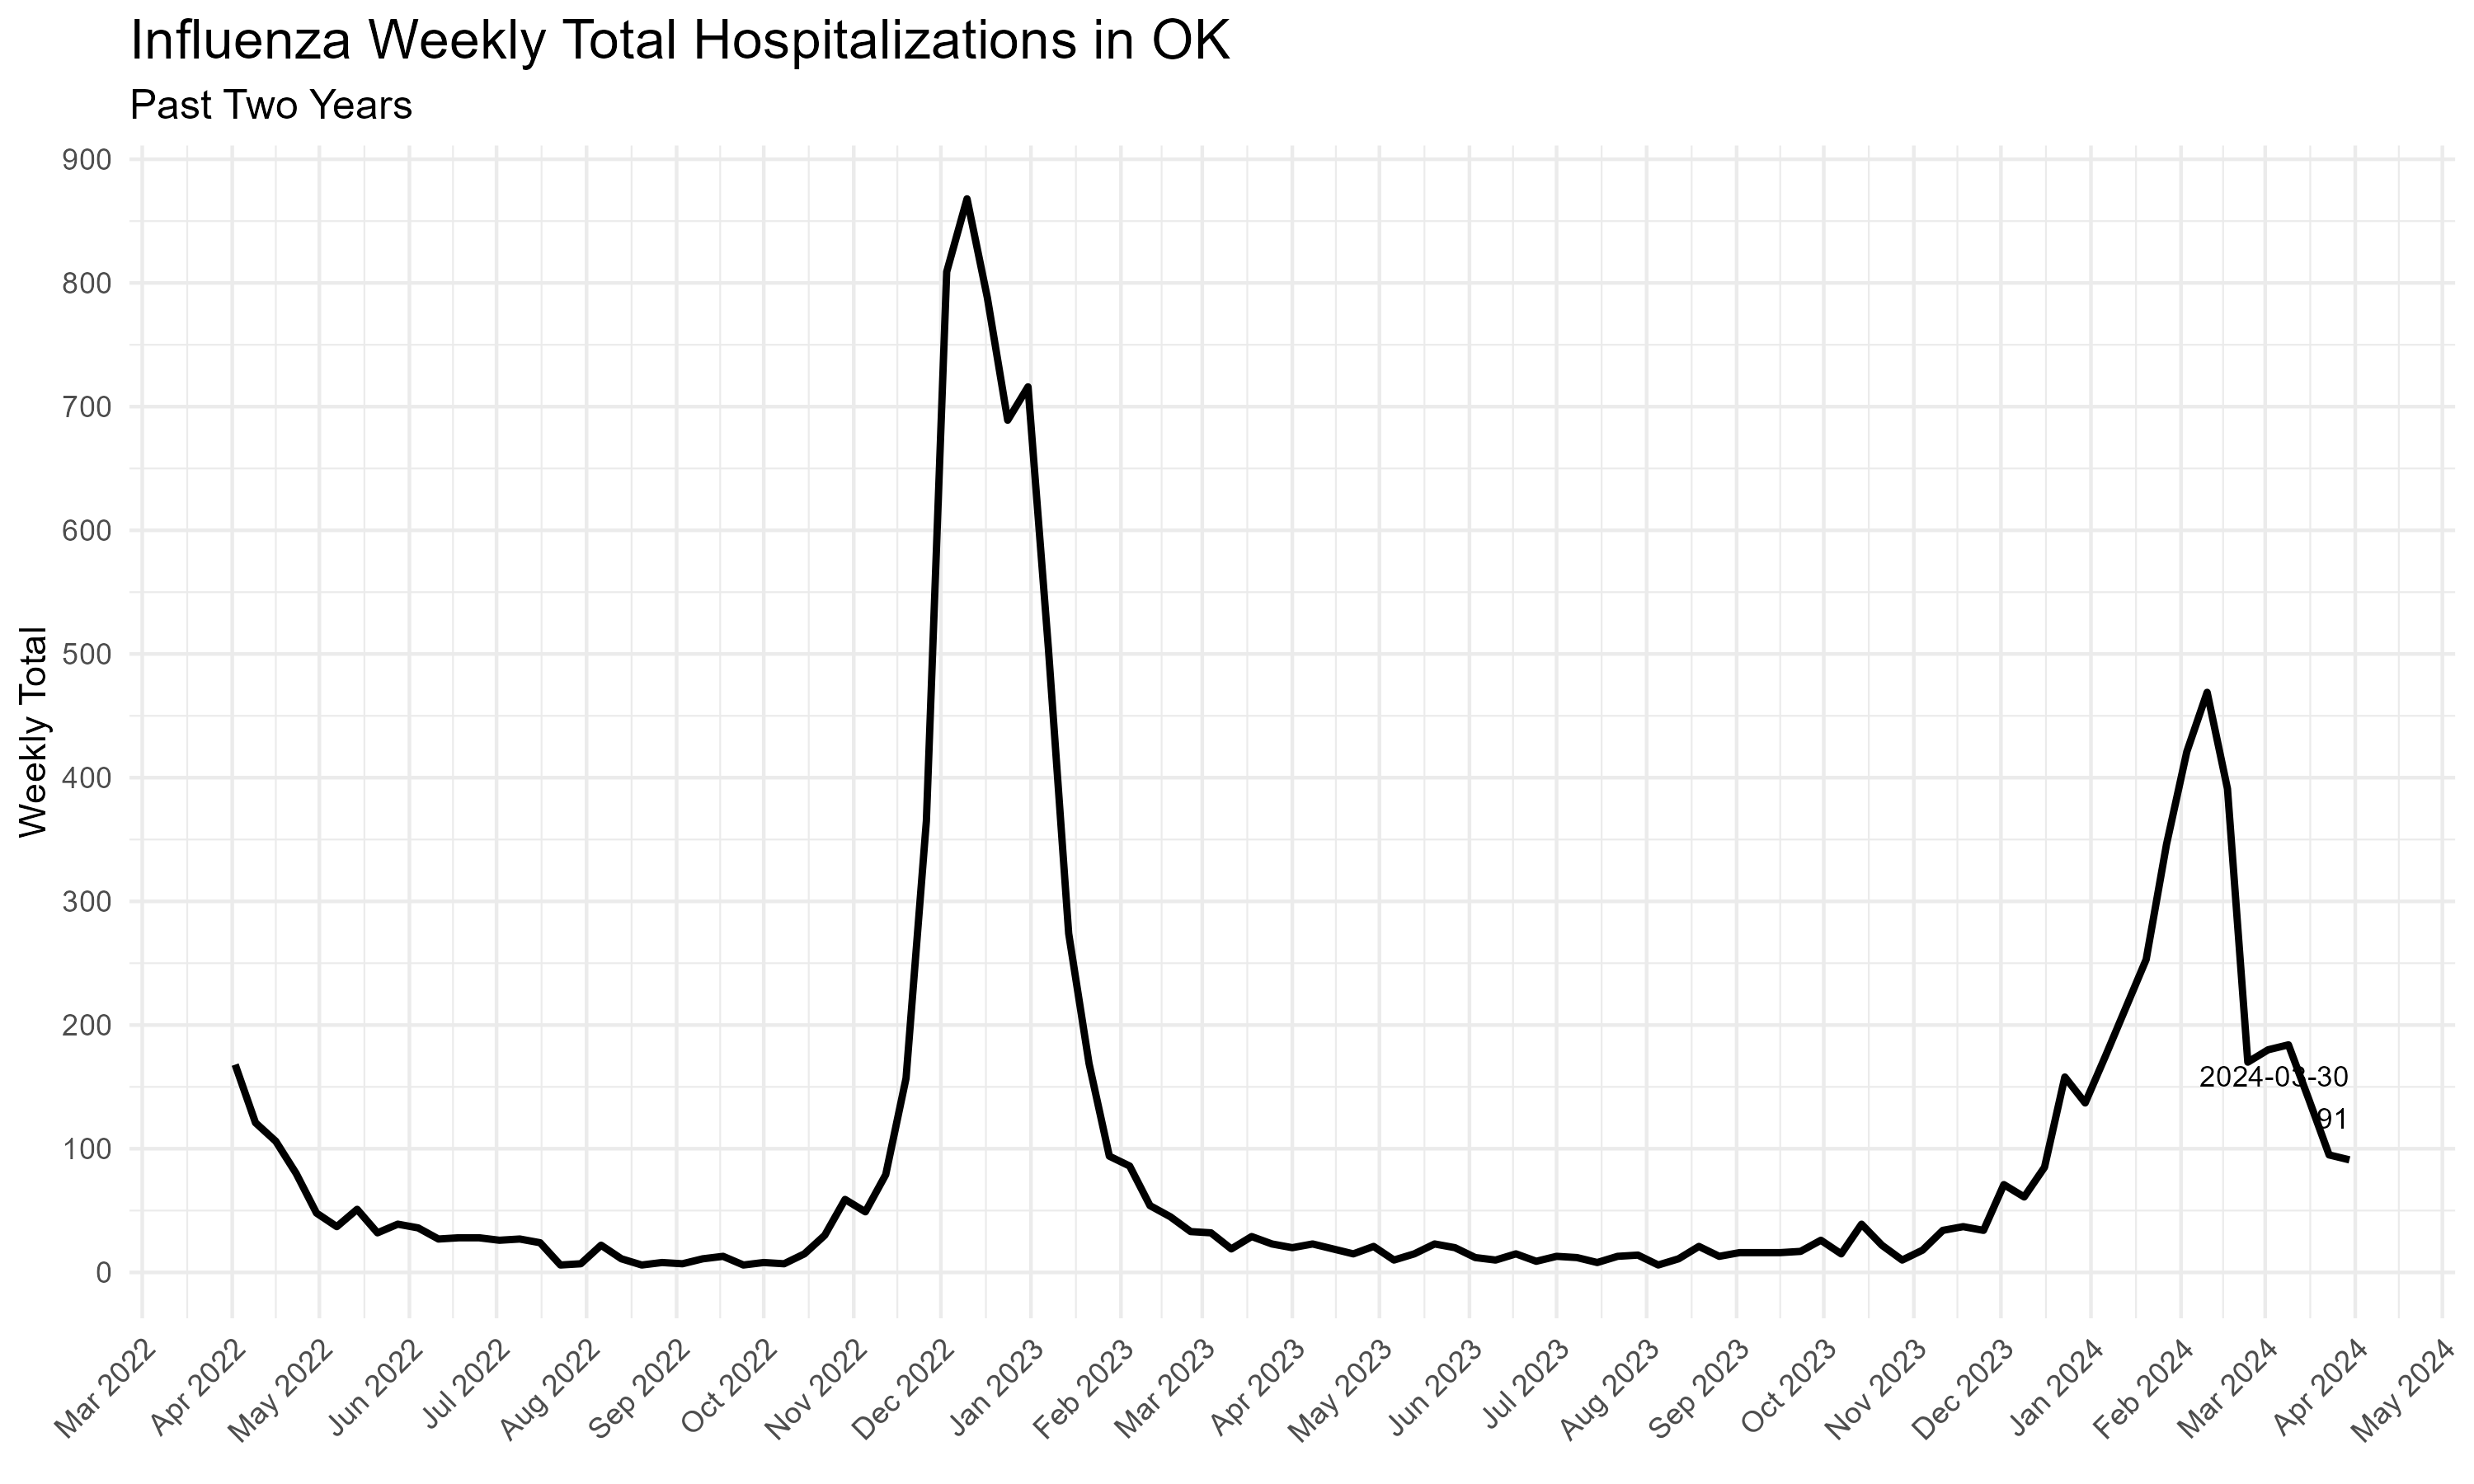 Influenza Weekly Total Hospitalizations in OK
Past Two Years
Weekly Total
900
800
700
600
500
400
300
200
100
0
2024-03-30
91
Mar 2022
Apr 2022
May 2022
Jun 2022
Jul 2022
Aug 2022
Sep 2022
Oct 2022
Nov 2022
Dec 2022
Jan 2023
Feb 2023
Mar 2023
Apr 2023
May 2023
Jun 2023
Jul 2023
Aug 2023
Sep 2023
Oct 2023
Nov 2023
Dec 2023
Jan 2024
Feb 2024
Mar 2024
Apr 2024
May 2024